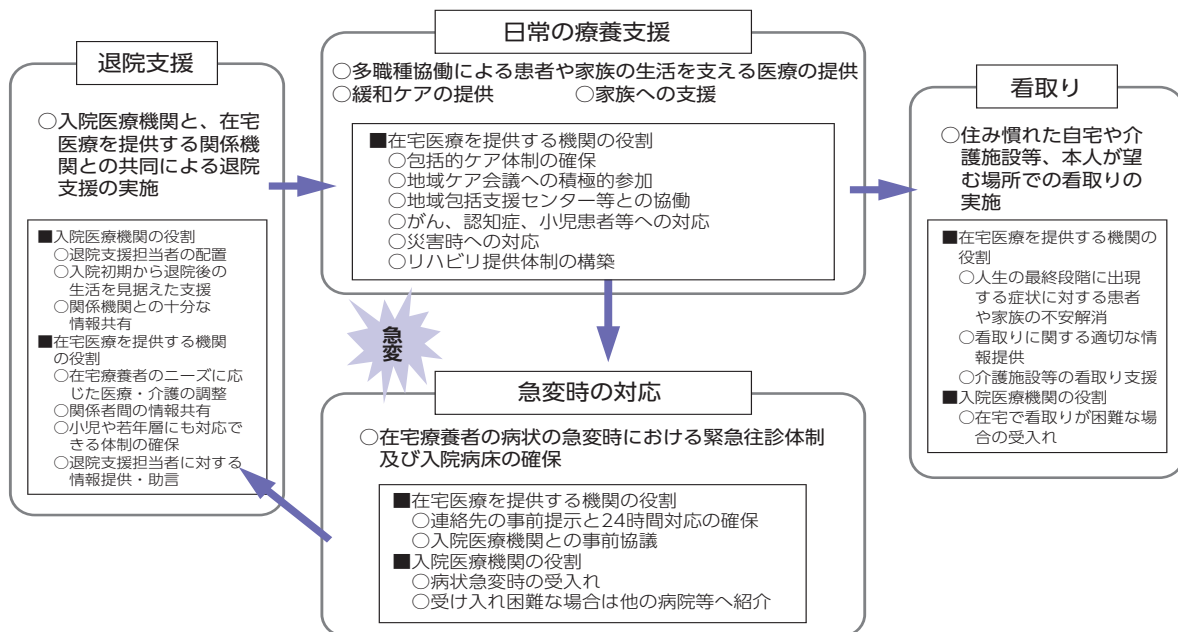 退院支援
○入院医療機関と、在宅
医療を提供する関係機
関との共同による退院
支援の実施
■入院医療機関の役割
○退院支援担当者の配置
○入院初期から退院後の
生活を見据えた支援
○関係機関との十分な
情報共有
■在宅医療を提供する機関
の役割
○在宅療養者のニーズに応
じた医療・介護の調整
○関係者間の情報共有
○小児や若年層にも対応で
きる体制の確保
○退院支援担当者に対する
情報提供・助言
日常の療養支援
○多職種協働による患者や家族の生活を支える医療の提供
○緩和ケアの提供 ○家族への支援
■在宅医療を提供する機関の役割
○包括的ケア体制の確保
○地域ケア会議への積極的参加
○地域包括支援センター等との協働
○がん、認知症、小児患者等への対応
○災害時への対応
○リハビリ提供体制の構築
急変
急変時の対応
○在宅療養者の病状の急変時における緊急往診体制
及び入院病床の確保
■在宅医療を提供する機関の役割
○連絡先の事前提示と24時間対応の確保
○入院医療機関との事前協議
■入院医療機関の役割
○病状急変時の受入れ
○受け入れ困難な場合は他の病院等へ紹介
看取り
○住み慣れた自宅や介
護施設等、本人が望
む場所での看取りの
実施
■在宅医療を提供する機関の
役割
○人生の最終段階に出現
する症状に対する患者
や家族の不安解消
○看取りに関する適切な情
報提供
○介護施設等の看取り支援
■入院医療機関の役割
○在宅で看取りが困難な場
合の受入れ